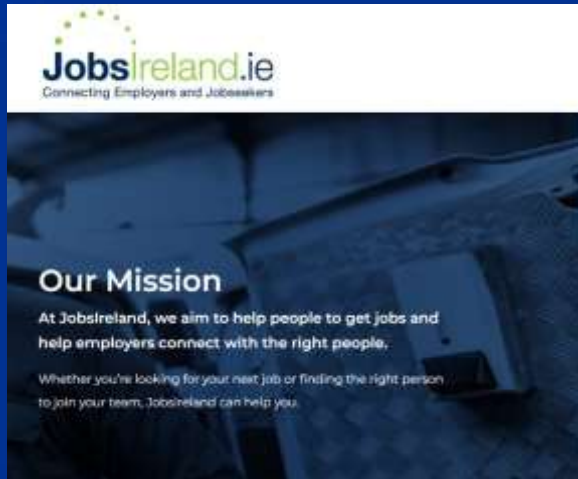 JobsIreland.ie
Connecting Employers and Jobseekers
Our Mission
At JobsIreland, we aim to help people to get jobs and
help employers connect with the right people.
Whether you're looking for your next job or finding the right person
to join your team, JobsIreland can help you.